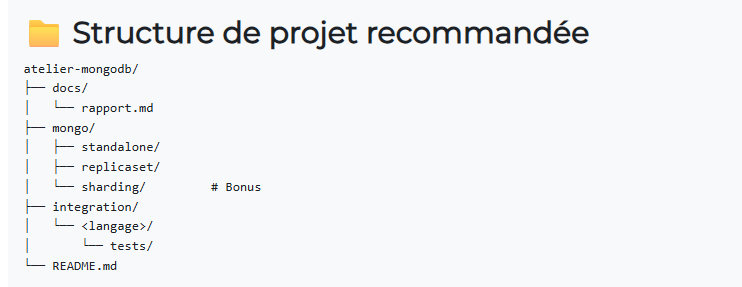 📁 Structure de projet recommandée
atelier-mongodb/
├── docs/
│   └── rapport.md
├── mongo/
│   ├── standalone/
│   ├── replicaset/
│   └── sharding/         # Bonus
├── integration/
│   └── <langage>/
│       └── tests/
└── README.md